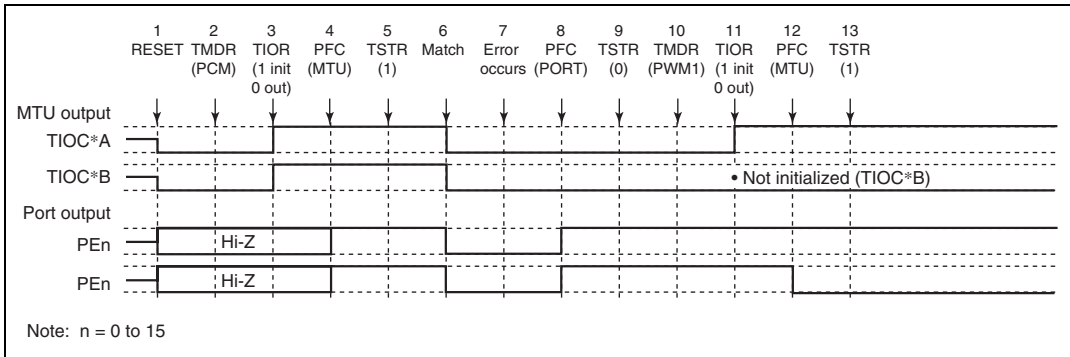 1 2 3 4 5 6 7 8 9 10 11 12 13
RESET TMDR TIOR PFC TSTR Match Error PFC TSTR TMDR TIOR PFC TSTR
(PCM) (1 init (MTU) (1) occurs (PORT) (0) (PWM1) (1 init (MTU) (1)
0 out) 0 out)
MTU output
TIOC*A
TIOC*B
• Not initialized (TIOC*B)
Port output
PEn
Hi-Z
PEn
Hi-Z
Note: n = 0 to 15